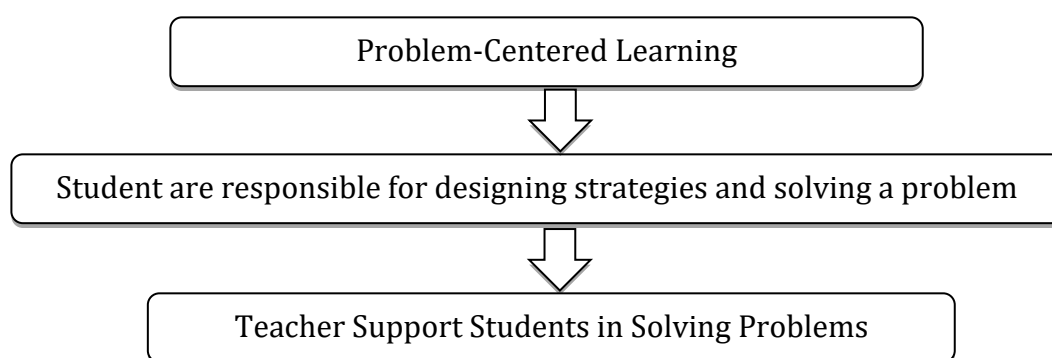 Problem-Centered Learning
Student are responsible for designing strategies and solving a problem
Teacher Support Students in Solving Problems